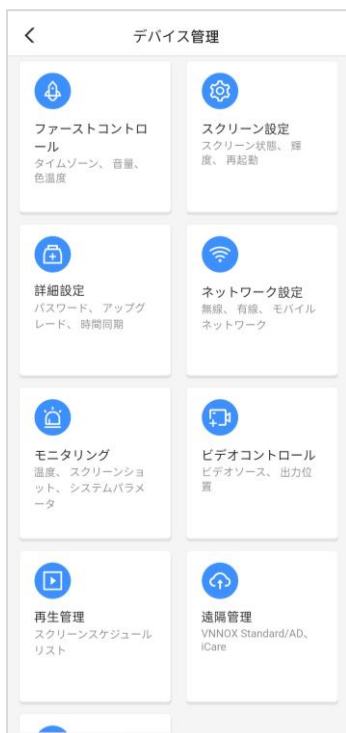 デバイス管理
ファーストコントロ
ール
タイムゾーン、 音量、
色温度
スクリーン設定
スクリーン状態、 輝
度、 再起動
詳細設定
パスワード、 アップグ
レード、 時間同期
ネットワーク設定
無線、 有線、 モバイル
ネットワーク
モニタリング
温度、 スクリーンショ
ット、 システムパラメ
ータ
ビデオコントロール
ビデオソース、 出力位
置
再生管理
スクリーンスケジュール
リスト
遠隔管理
VNNOX Standard/AD、
iCare